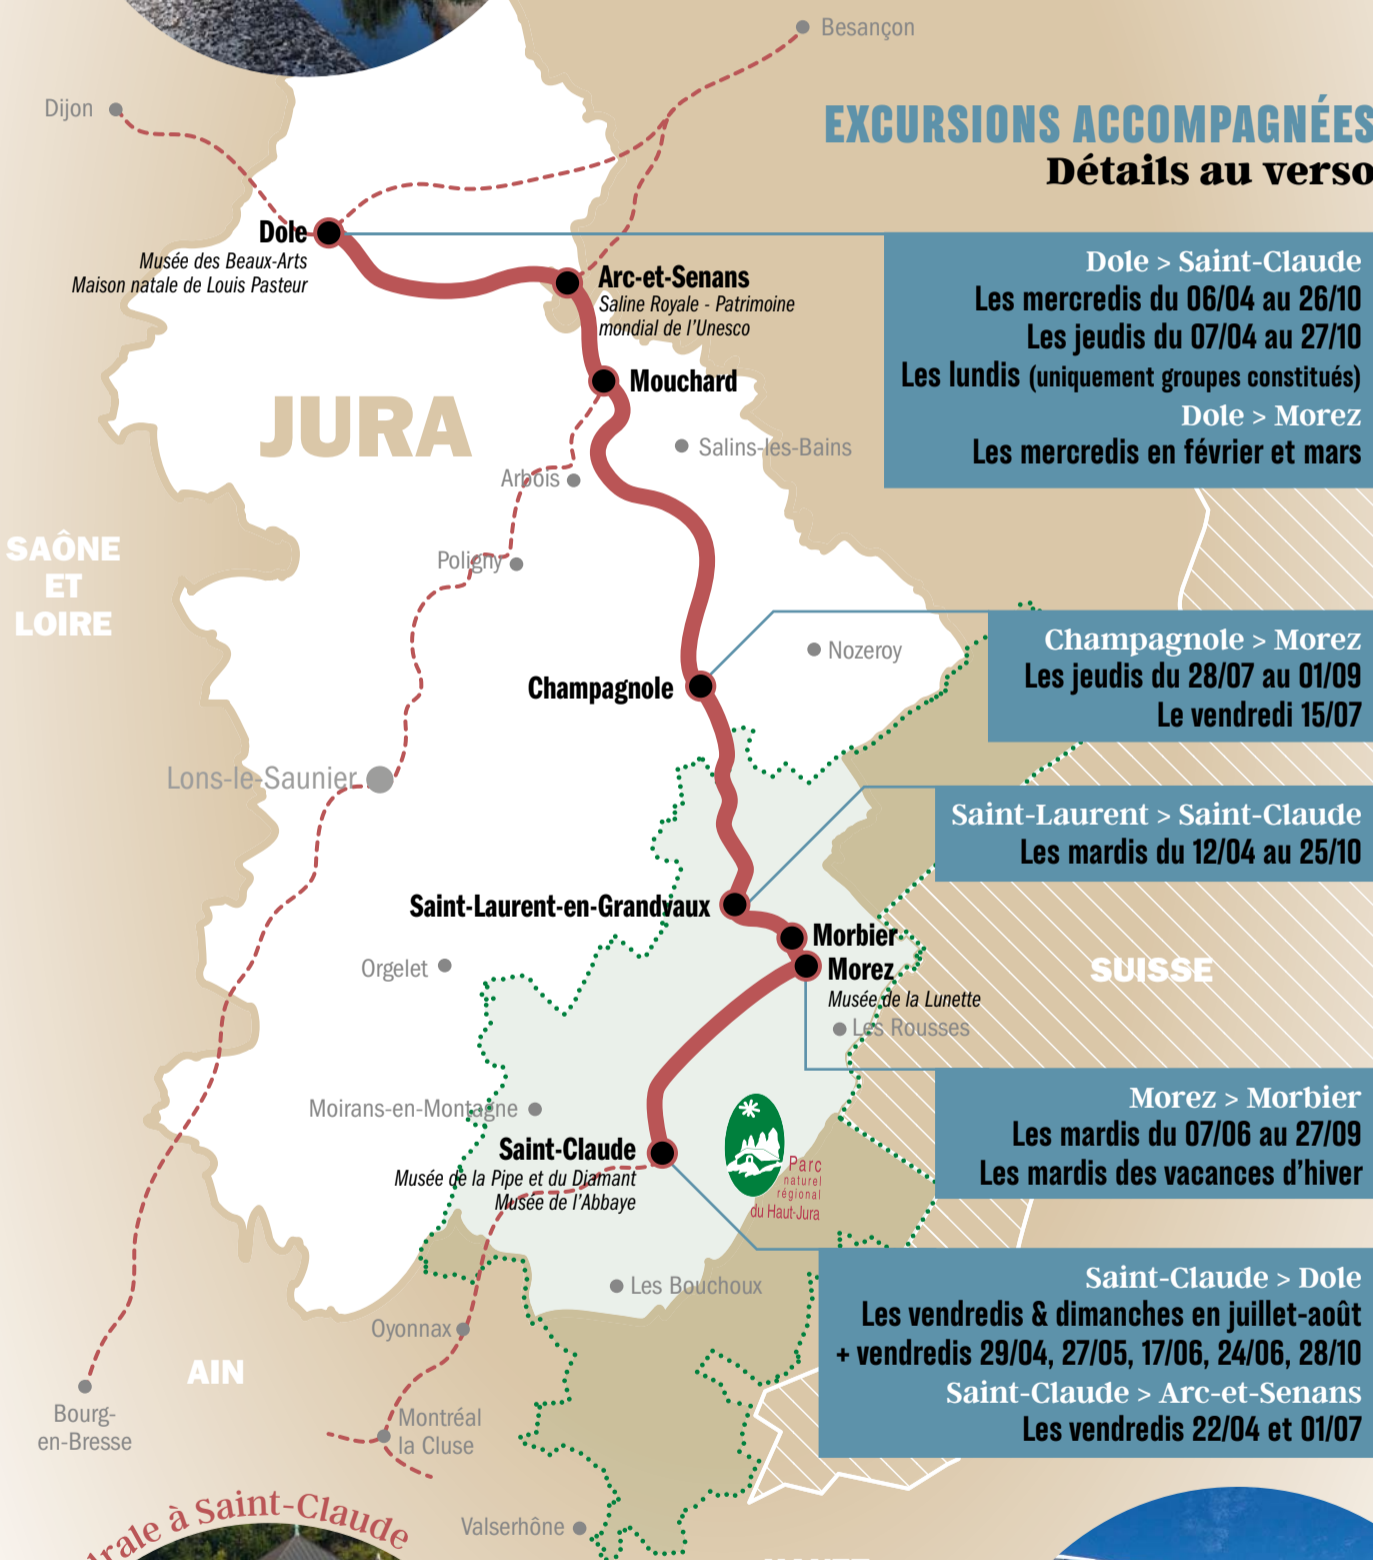 Besançon
Dijon
EXCURSIONS ACCOMPAGNÉES
Détails au verso
Dole
Musée des Beaux-Arts
Maison natale de Louis Pasteur
Arc-et-Senans
Saline Royale - Patrimoine
mondial de l'Unesco
Dole > Saint-Claude
Les mercredis du 06/04 au 26/10
Les jeudis du 07/04 au 27/10
Les lundis (uniquement groupes constitués)
Dole > Morez
Les mercredis en février et mars
Mouchard
JURA
Salins-les-Bains
Arbois
SAÔNE
ET
LOIRE
Poligny
Champagnole > Morez
Les jeudis du 28/07 au 01/09
Le vendredi 15/07
Nozeroy
Champagnole
Lons-le-Saunier
Saint-Laurent > Saint-Claude
Les mardis du 12/04 au 25/10
Saint-Laurent-en-Grandvaux
Morbier
Morez
Musée de la Lunette
Les Rousses
Orgelet
SUISSE
Morez > Morbier
Les mardis du 07/06 au 27/09
Les mardis des vacances d'hiver
Moirans-en-Montagne
Saint-Claude
Musée de la Pipe et du Diamant
Musée de l'Abbaye
Parc
naturel
régional
du Haut-Jura
Saint-Claude > Dole
Les vendredis & dimanches en juillet-août
+ vendredis 29/04, 27/05, 17/06, 24/06, 28/10
Saint-Claude > Arc-et-Senans
Les vendredis 22/04 et 01/07
Les Bouchoux
Oyonnax
AIN
Bourg-
en-Bresse
Montréal
la Cluse
Valserhône
à Saint-Claude